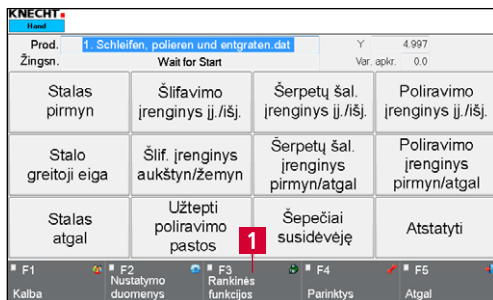 KNECHT
Hand
Prod. 1. Schleifen, polieren und entgraten.dat Y 4.997
Žingsn. Wait for Start Var. apkr. 0.0
Stalas
pirmyn
Šlifavimo
įrenginys įj./išj.
Šerpetų šal.
įrenginys įj./išj.
Poliravimo
įrenginys įj./išj.
Stalo
greitoji eiga
Šlif. įrenginys
aukštyn/žemyn
Šerpetų šal.
įrenginys
pirmyn/atgal
Poliravimo
įrenginys
pirmyn/atgal
Stalas
atgal
Užtepti
poliravimo
pastos
Šepečiai
susidėvėję
Atstatyti
1
F1
Kalba
F2
Nustatymo
duomenys
F3
Rankinės
funkcijos
F4
Parinktys
F5
Atgal